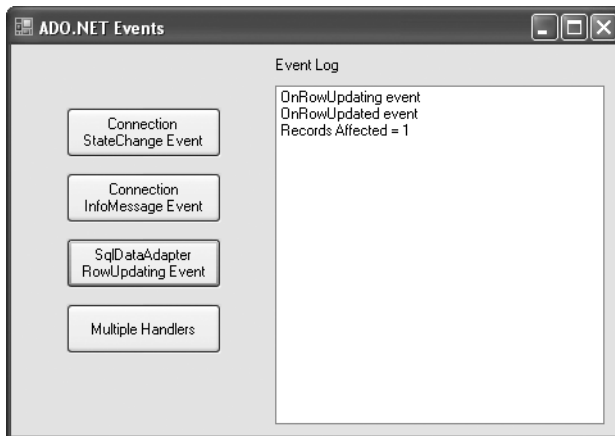 ADO.NET Events
Event Log
OnRowUpdating event
OnRowUpdated event
Records Affected = 1
Connection
StateChange Event
Connection
InfoMessage Event
SqlDataAdapter
RowUpdating Event
Multiple Handlers